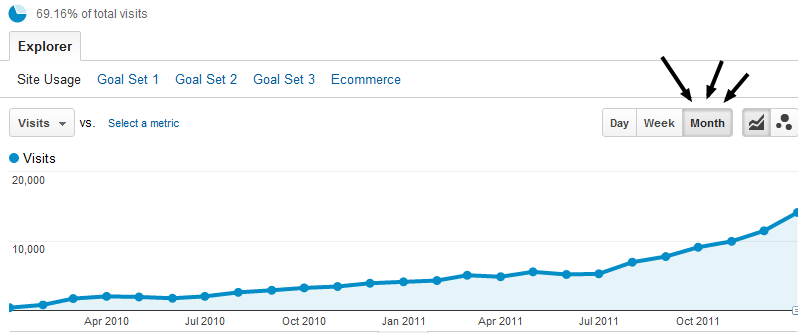 69.16% of total visits
Explorer
Site Usage Goal Set 1 Goal Set 2 Goal Set 3 Ecommerce
Visits vs. Select a metric Day Week Month
Visits
20,000
10,000
Apr 2010 Jul 2010 Oct 2010 Jan 2011 Apr 2011 Jul 2011 Oct 2011